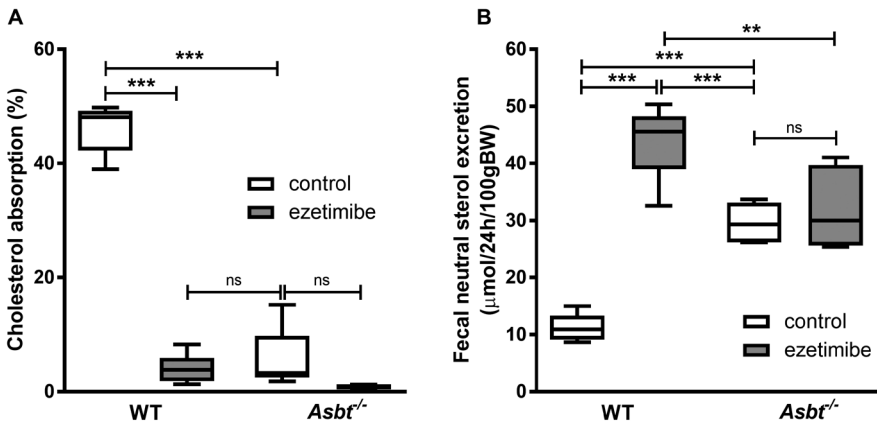 A
Cholesterol absorption (%)
60
40
20
0
***
***
ns
ns
control
ezetimibe
WT
Asbt-/-
B
Fecal neutral sterol excretion
(μmol/24h/100gBW)
60
50
40
30
20
10
0
**
***
***
***
ns
control
ezetimibe
WT
Asbt-/-